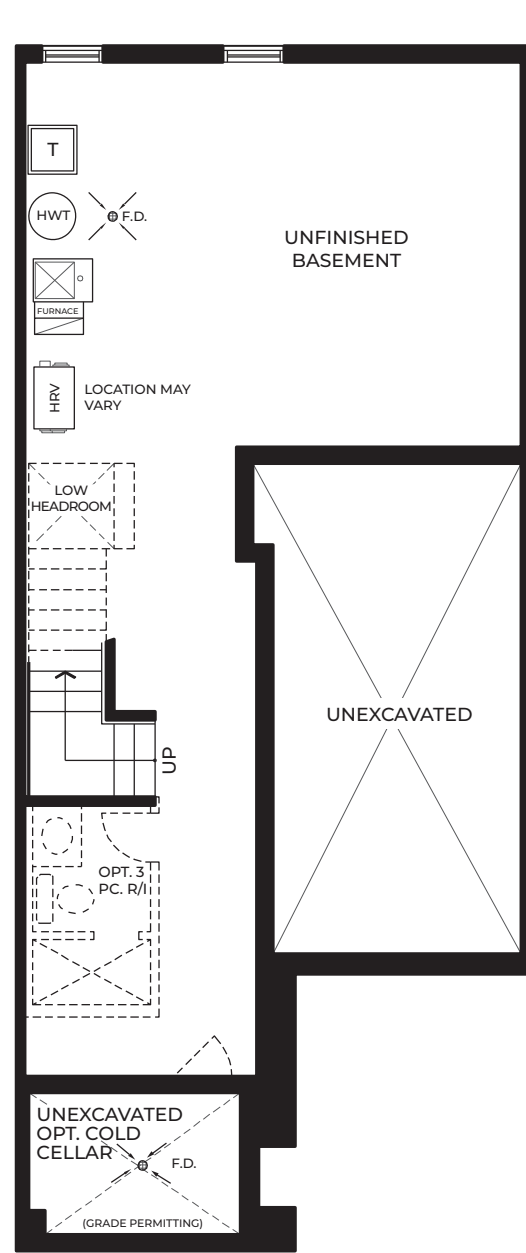 T
HWT
F.D.
UNFINISHED
BASEMENT
FURNACE
HRV
LOCATION MAY
VARY
LOW
HEADROOM
UNEXCAVATED
UP
OPT. 3
PC. R/I
UNEXCAVATED
OPT. COLD
CELLAR
F.D.
(GRADE PERMITTING)